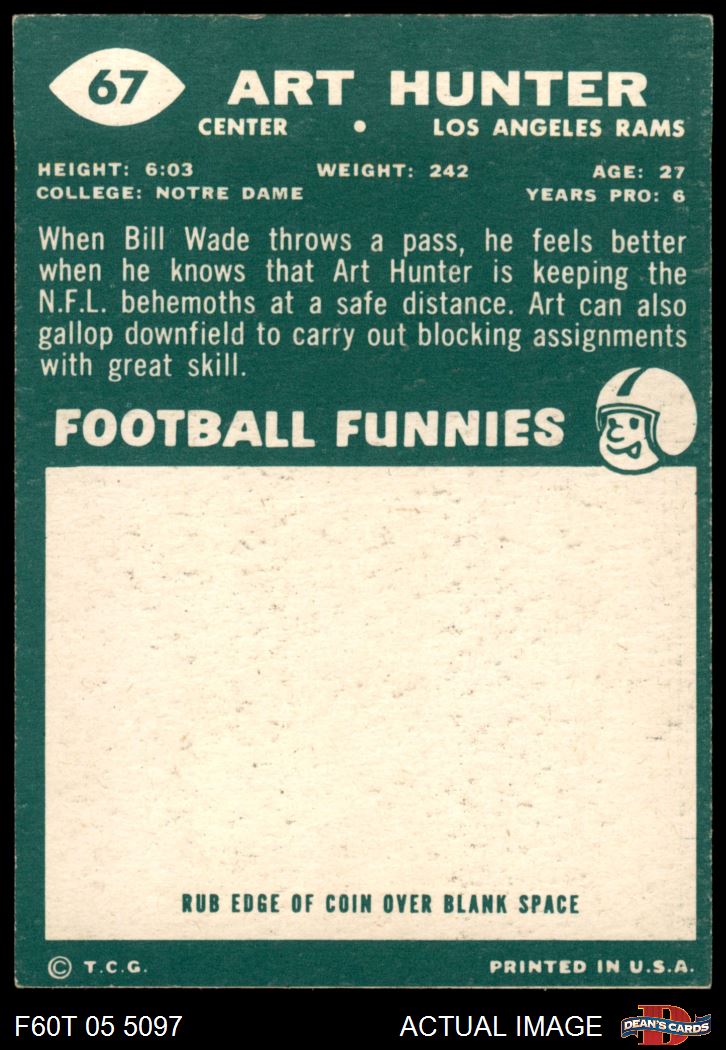 67
ART HUNTER
CENTER • LOS ANGELES RAMS
HEIGHT: 6:03 WEIGHT: 242 AGE: 27
COLLEGE: NOTRE DAME YEARS PRO: 6
When Bill Wade throws a pass, he feels better
when he knows that Art Hunter is keeping the
N.F.L. behemoths at a safe distance. Art can also
gallop downfield to carry out blocking assignments
with great skill.
FOOTBALL FUNNIES
RUB EDGE OF COIN OVER BLANK SPACE
© T.C.G. PRINTED IN U.S.A.
F60T 05 5097 ACTUAL IMAGE D DEAN'S CARDS